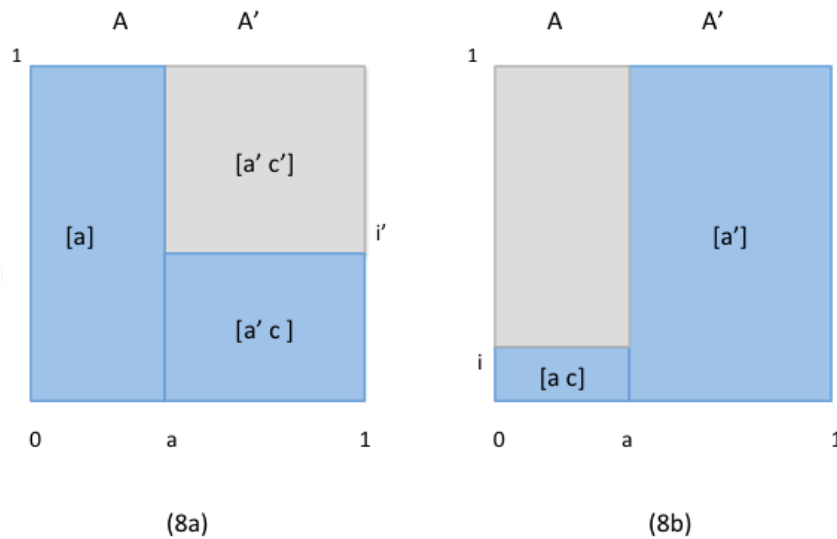 A A’ A A’
1 1
[a’ c’]
i’
[a] [a’]
[a’ c ]
i
[a c]
0 a 1 0 a 1
(8a) (8b)